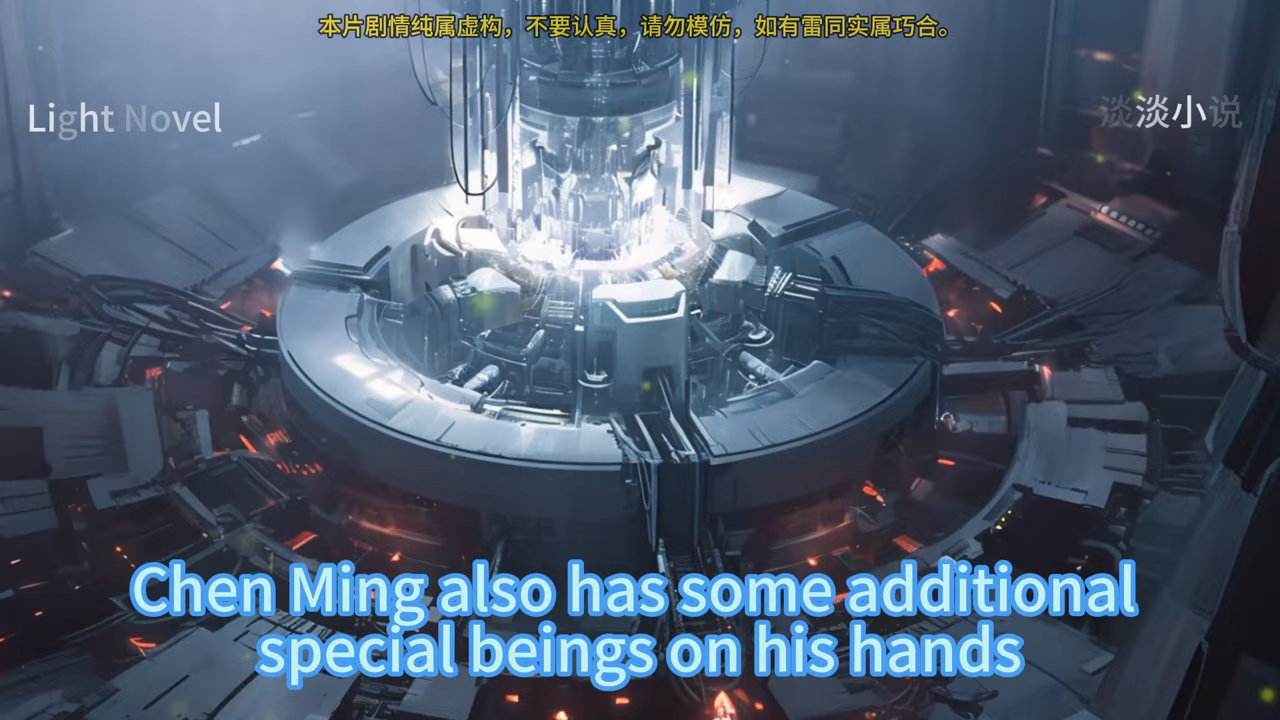 本片剧情纯属虚构，不要认真，请勿模仿，如有雷同实属巧合。
Light Novel
淡淡小说
Chen Ming also has some additional
special beings on his hands